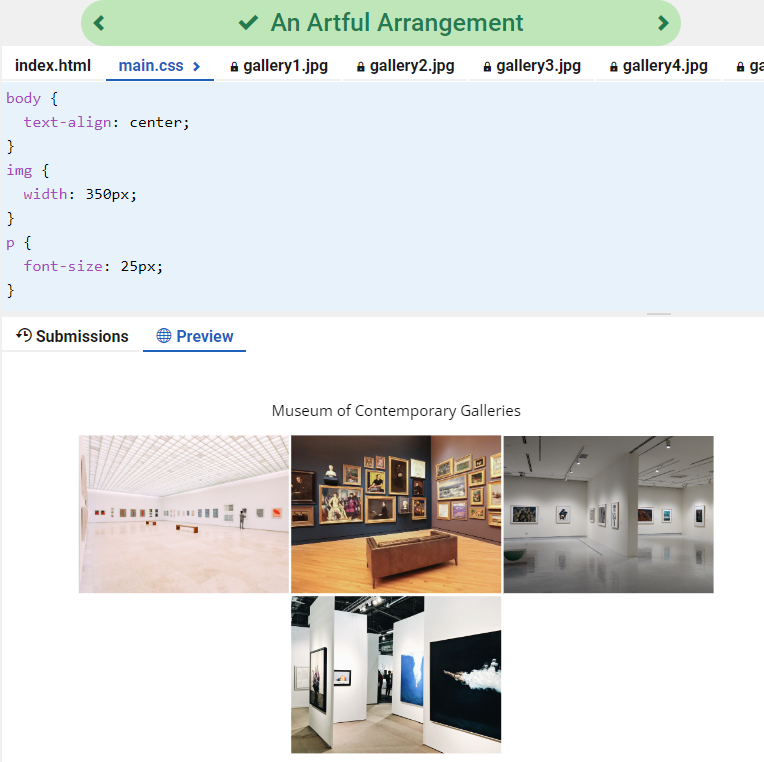 An Artful Arrangement
index.html main.css gallery1.jpg gallery2.jpg gallery3.jpg gallery4.jpg ga
body {
  text-align: center;
}
img {
  width: 350px;
}
p {
  font-size: 25px;
}
Submissions Preview
Museum of Contemporary Galleries